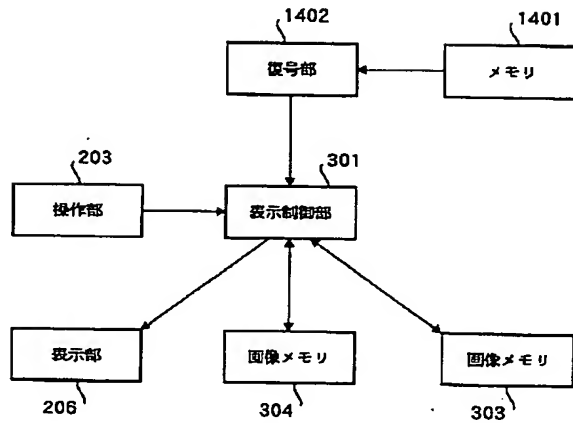 1402
1401
復号部
メモリ
203
301
操作部
表示制御部
表示部
画像メモリ
画像メモリ
206
304
303